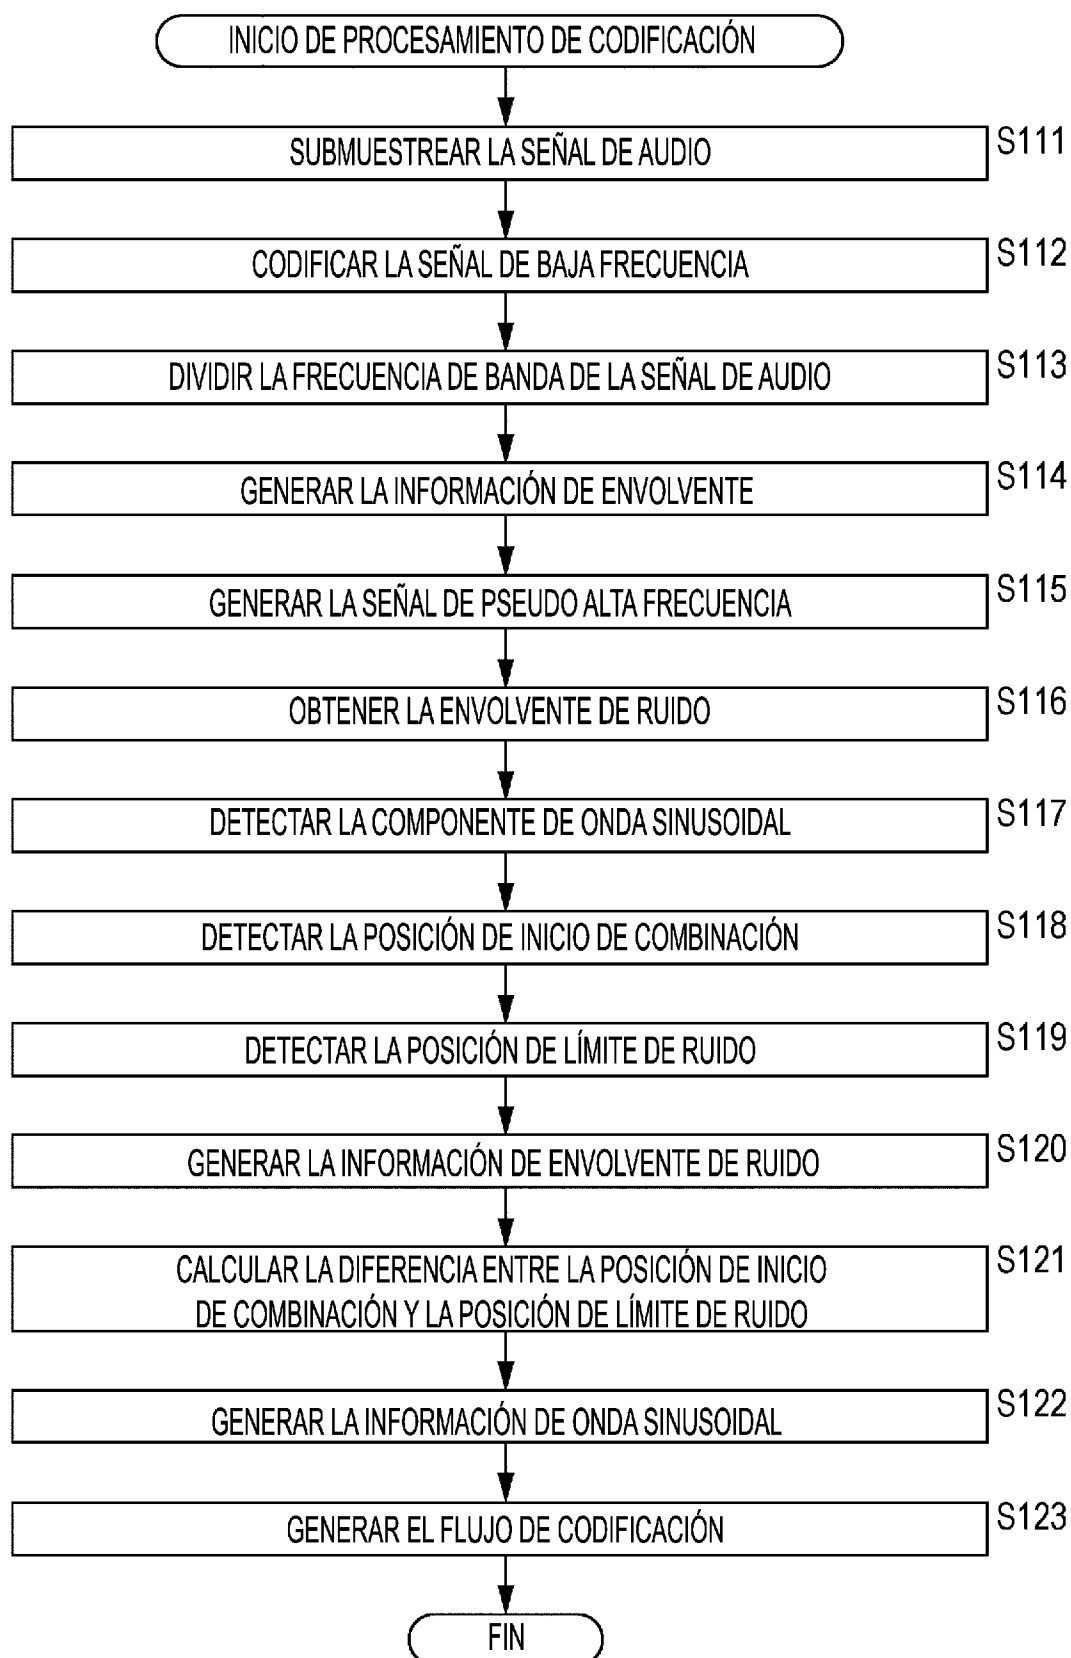 INICIO DE PROCESAMIENTO DE CODIFICACIÓN
SUBMUESTREAR LA SEÑAL DE AUDIO
S111
CODIFICAR LA SEÑAL DE BAJA FRECUENCIA
S112
DIVIDIR LA FRECUENCIA DE BANDA DE LA SEÑAL DE AUDIO
S113
GENERAR LA INFORMACIÓN DE ENVOLVENTE
S114
GENERAR LA SEÑAL DE PSEUDO ALTA FRECUENCIA
S115
OBTENER LA ENVOLVENTE DE RUIDO
S116
DETECTAR LA COMPONENTE DE ONDA SINUSOIDAL
S117
DETECTAR LA POSICIÓN DE INICIO DE COMBINACIÓN
S118
DETECTAR LA POSICIÓN DE LÍMITE DE RUIDO
S119
GENERAR LA INFORMACIÓN DE ENVOLVENTE DE RUIDO
S120
CALCULAR LA DIFERENCIA ENTRE LA POSICIÓN DE INICIO
DE COMBINACIÓN Y LA POSICIÓN DE LÍMITE DE RUIDO
S121
GENERAR LA INFORMACIÓN DE ONDA SINUSOIDAL
S122
GENERAR EL FLUJO DE CODIFICACIÓN
S123
FIN